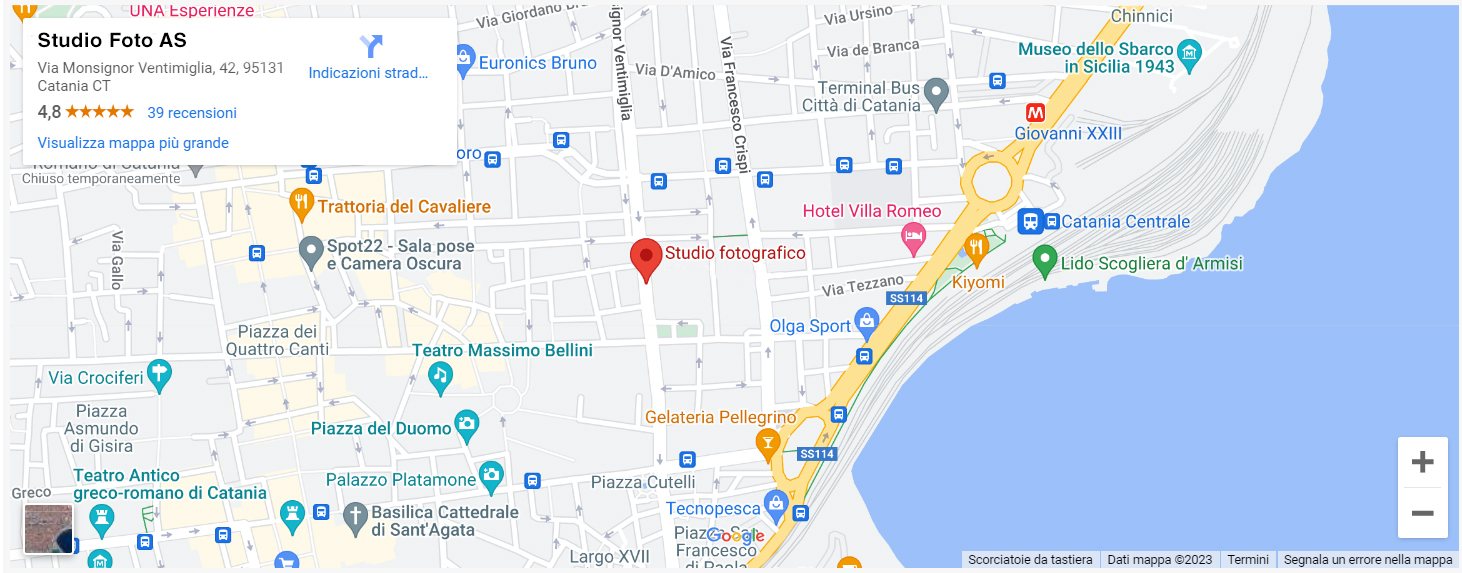 UNA Esperienze
Studio Foto AS
Via Monsignor Ventimiglia, 42, 95131
Catania CT
4,8
39 recensioni
Visualizza mappa più grande
Indicazioni strad...
Euronics Bruno
Via Giordano Br
ignor Ventimiglia
Via D'Amico
Via Francesco Crispi
Via Ursino
Via de Branca
Chinnici
Museo dello Sbarco
in Sicilia 1943
Terminal Bus
Città di Catania
M
Giovanni XXIII
Romano di Catania
Chiuso temporaneamente
oro
Trattoria del Cavaliere
Spot22 - Sala pose
e Camera Oscura
Via Gallo
Studio fotografico
Hotel Villa Romeo
Catania Centrale
Kiyomi
Lido Scogliera d' Armisi
Via Tezzano
SS114
Olga Sport
Piazza dei
Quattro Canti
Teatro Massimo Bellini
Via Crociferi
Piazza
Asmundo
di Gisira
Piazza del Duomo
Gelateria Pellegrino
SS114
Teatro Antico
greco-romano di Catania
Greco
Palazzo Platamone
Piazza Cutelli
Basilica Cattedrale
di Sant'Agata
Tecnopesca
Piazza San
Francesco
di Paola
Google
Largo XVII
Scorciatoie da tastiera
Dati mappa ©2023
Termini
Segnala un errore nella mappa